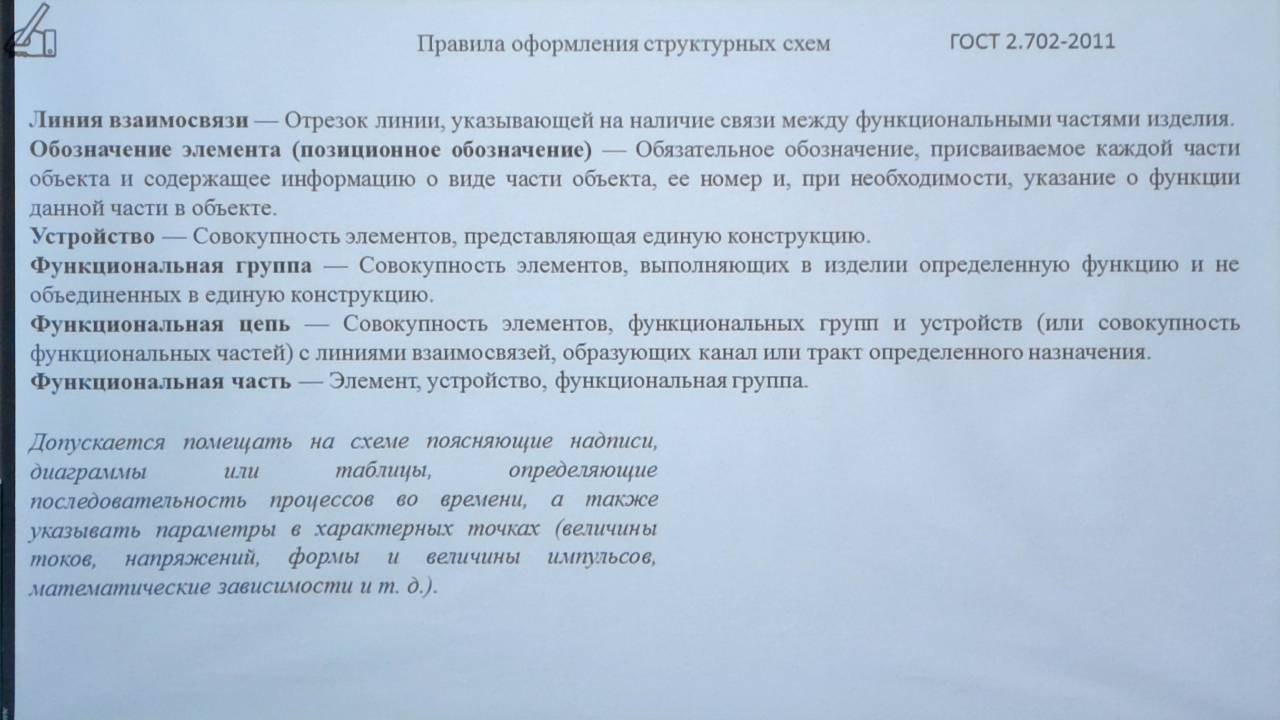 Правила оформления структурных схем
ГОСТ 2.702-2011
Линия взаимосвязи — Отрезок линии, указывающей на наличие связи между функциональными частями изделия.
Обозначение элемента (позиционное обозначение) — Обязательное обозначение, присваиваемое каждой части
объекта и содержащее информацию о виде части объекта, ее номер и, при необходимости, указание о функции
данной части в объекте.
Устройство — Совокупность элементов, представляющая единую конструкцию.
Функциональная группа — Совокупность элементов, выполняющих в изделии определенную функцию и не
объединенных в единую конструкцию.
Функциональная цепь — Совокупность элементов, функциональных групп и устройств (или совокупность
функциональных частей) с линиями взаимосвязей, образующих канал или тракт определенного назначения.
Функциональная часть — Элемент, устройство, функциональная группа.
Допускается помещать на схеме поясняющие надписи,
диаграммы или таблицы, определяющие
последовательность процессов во времени, а также
указывать параметры в характерных точках (величины
токов, напряжений, формы и величины импульсов,
математические зависимости и т. д.).